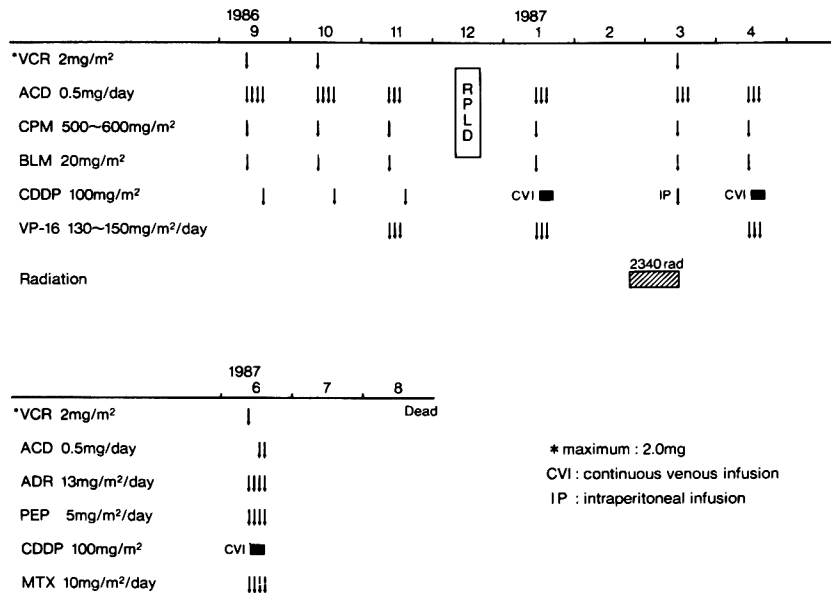 1986 1987
9 10 11 12 1 2 3 4
*VCR 2mg/m²
ACD 0.5mg/day
RPLD
CPM 500~600mg/m²
BLM 20mg/m²
CDDP 100mg/m² CVI IP CVI
VP-16 130~150mg/m²/day
2340 rad
Radiation
1987
6 7 8
*VCR 2mg/m² Dead
ACD 0.5mg/day
ADR 13mg/m²/day
PEP 5mg/m²/day
CDDP 100mg/m² CVI
MTX 10mg/m²/day
* maximum : 2.0mg
CVI : continuous venous infusion
IP : intraperitoneal infusion